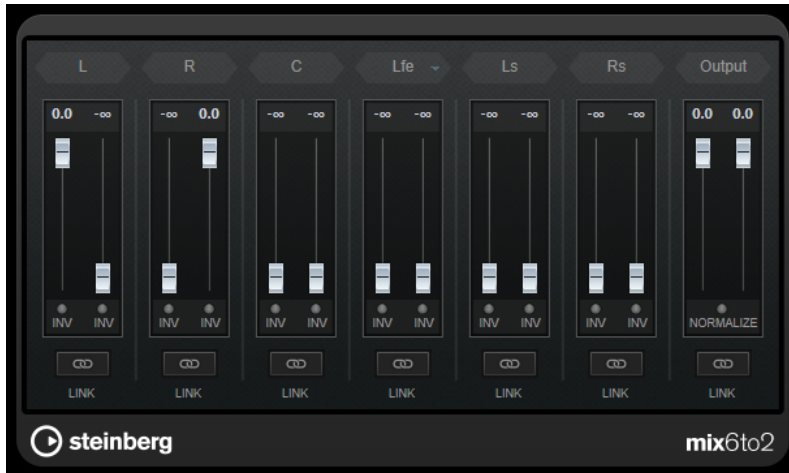 L R C Lfe Ls Rs Output
0.0 -∞ -∞ 0.0 -∞ -∞ -∞ -∞ -∞ -∞ -∞ -∞ 0.0 0.0
INV INV INV INV INV INV INV INV INV INV INV INV NORMALIZE
LINK LINK LINK LINK LINK LINK LINK
steinberg mix6to2